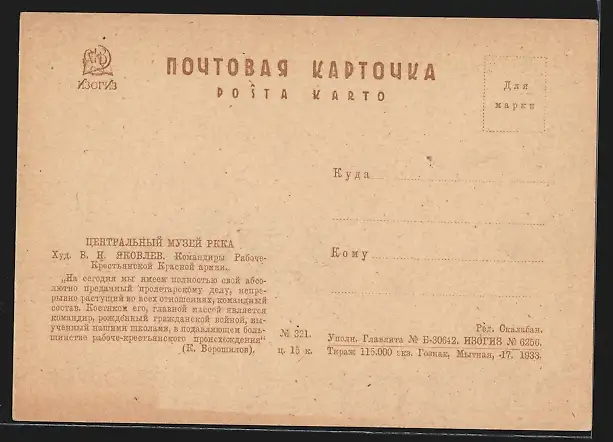 ИЗОГИЗ
ПОЧТОВАЯ КАРТОЧКА
POŜTA KARTO
Для
марки
Куда
Кому
ЦЕНТРАЛЬНЫЙ МУЗЕЙ РККА
Худ. В. Н. ЯКОВЛЕВ. Командиры Рабоче-
Крестьянской Красной армии.
„На сегодня мы имеем полностью свой абсо-
лютно преданный пролетарскому делу, непре-
рывно растущий во всех отношениях, командный
состав. Костяком его, главной массой является
командир, рождённый гражданской войной, вы-
ученный нашими школами, в подавляющем боль-
шинстве рабоче-крестьянского происхождения“
(К. Ворошилов).
№ 321.
ц. 15 к.
Ред. Скалабан.
Уполн. Главлита № Б-30642. ИЗОГИЗ № 6256.
Тираж 115.000 экз. Гознак, Мытная, 17. 1933.